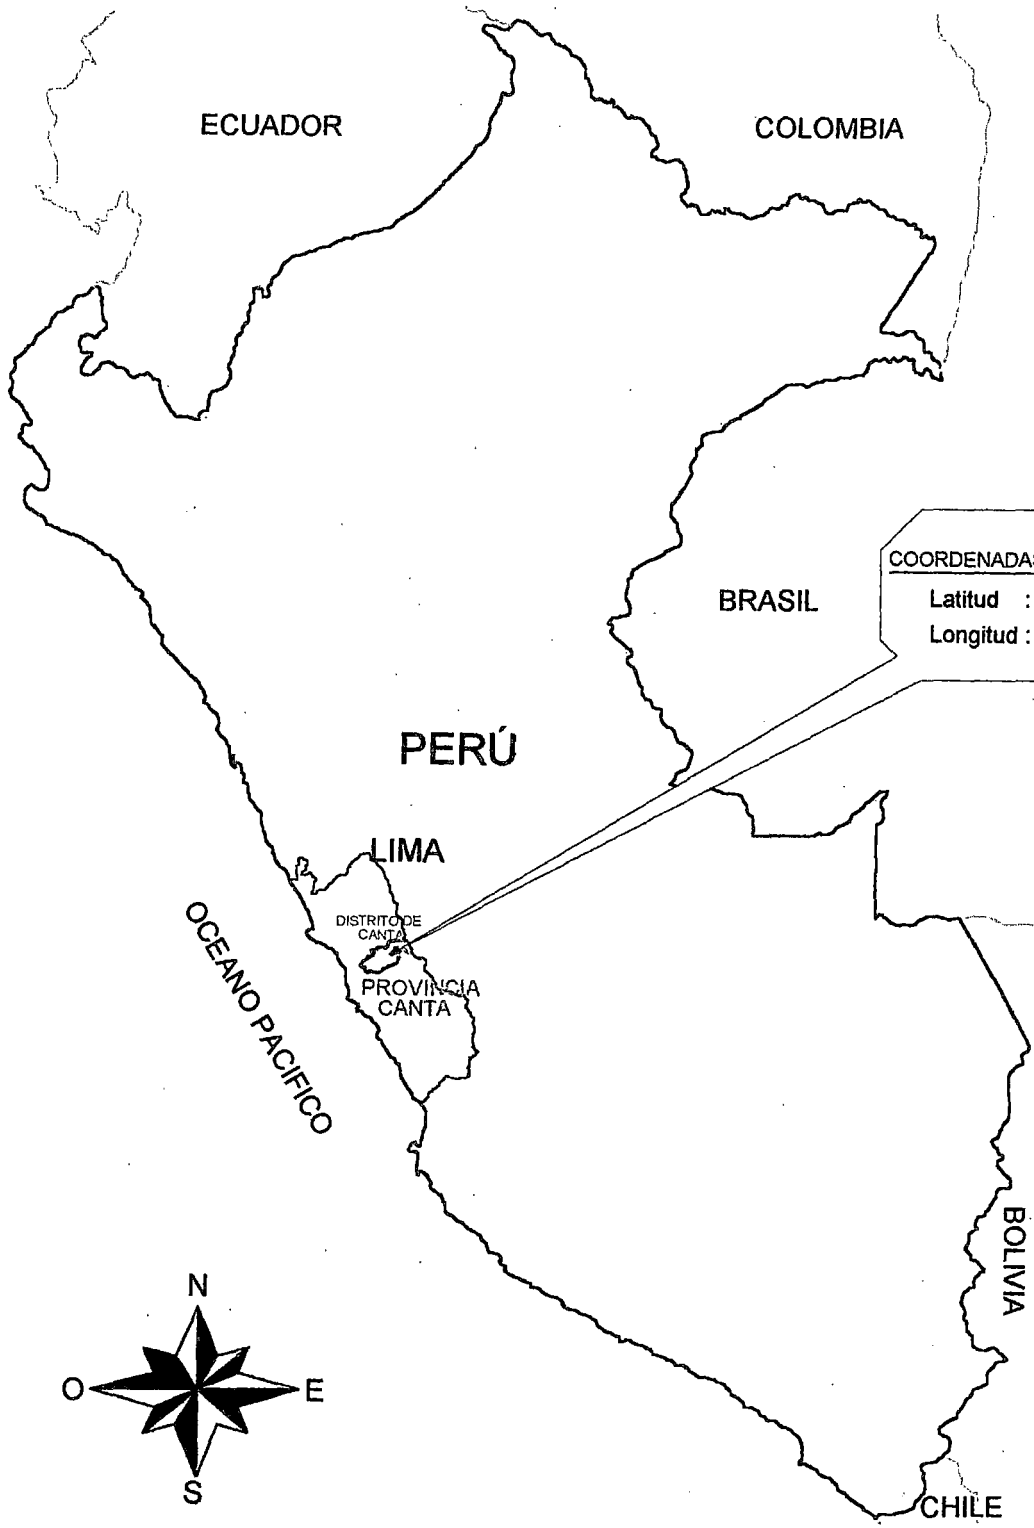 ECUADOR
COLOMBIA
COORDENADAS
Latitud :
Longitud :
BRASIL
PERÚ
LIMA
DISTRITO DE
CANTA
PROVINCIA
CANTA
OCEANO PACIFICO
BOLIVIA
N
O
E
S
CHILE